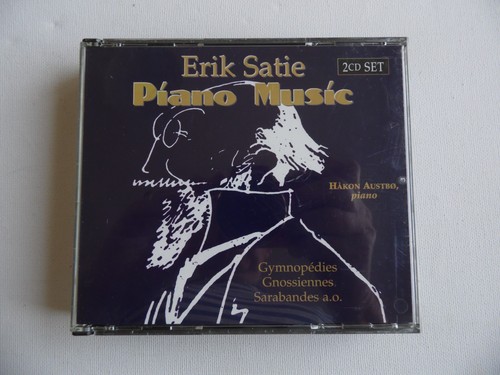 Erik Satie
2CD SET
Piano Music
HÅKON AUSTBØ,
piano
Gymnopédies
Gnossiennes
Sarabandes a.o.